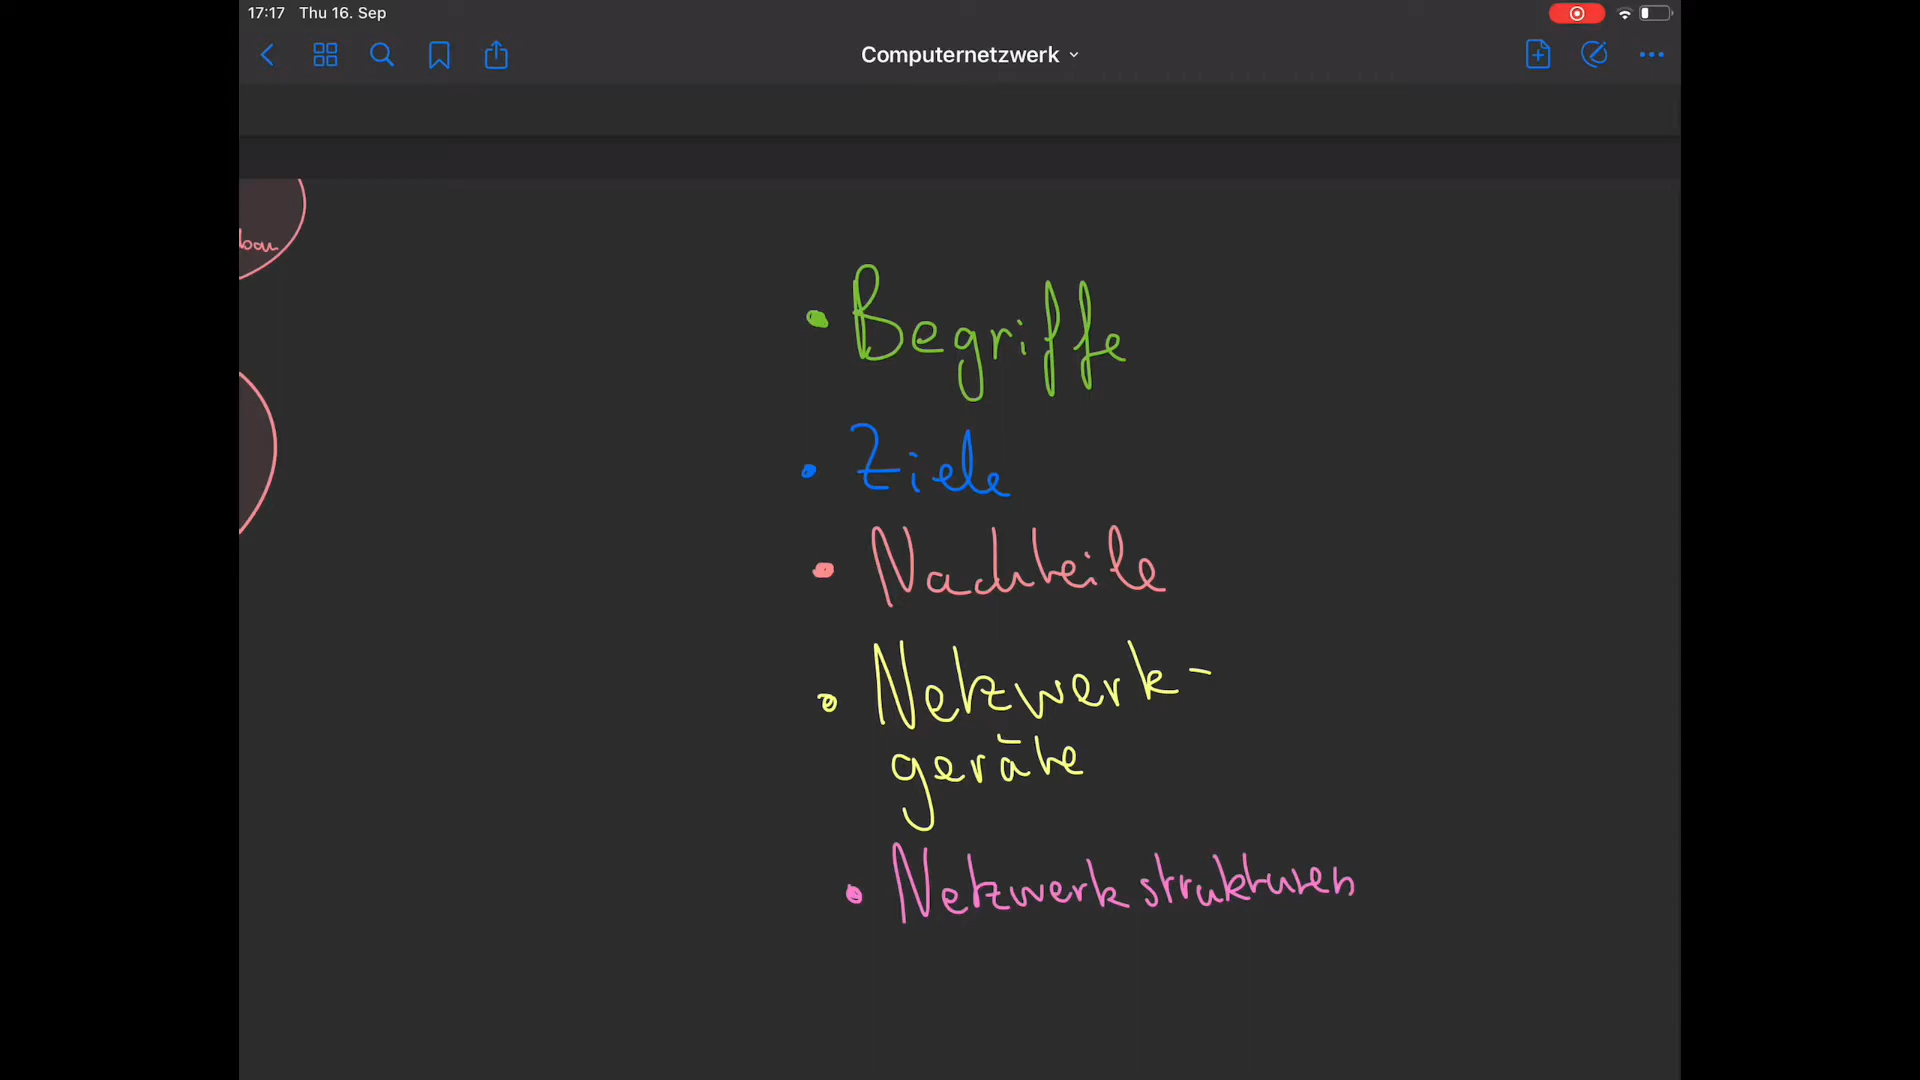 17:17 Thu 16. Sep
Computernetzwerk
• Begriffe
• Ziele
• Nachteile
• Netzwerk-
geräte
• Netzwerkstrukturen